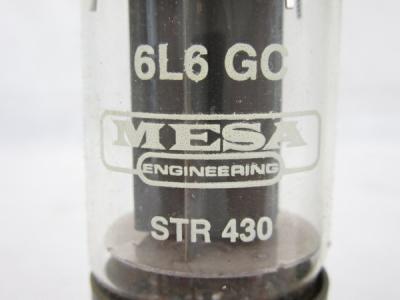 6L6 GC
MESA
ENGINEERING
STR 430